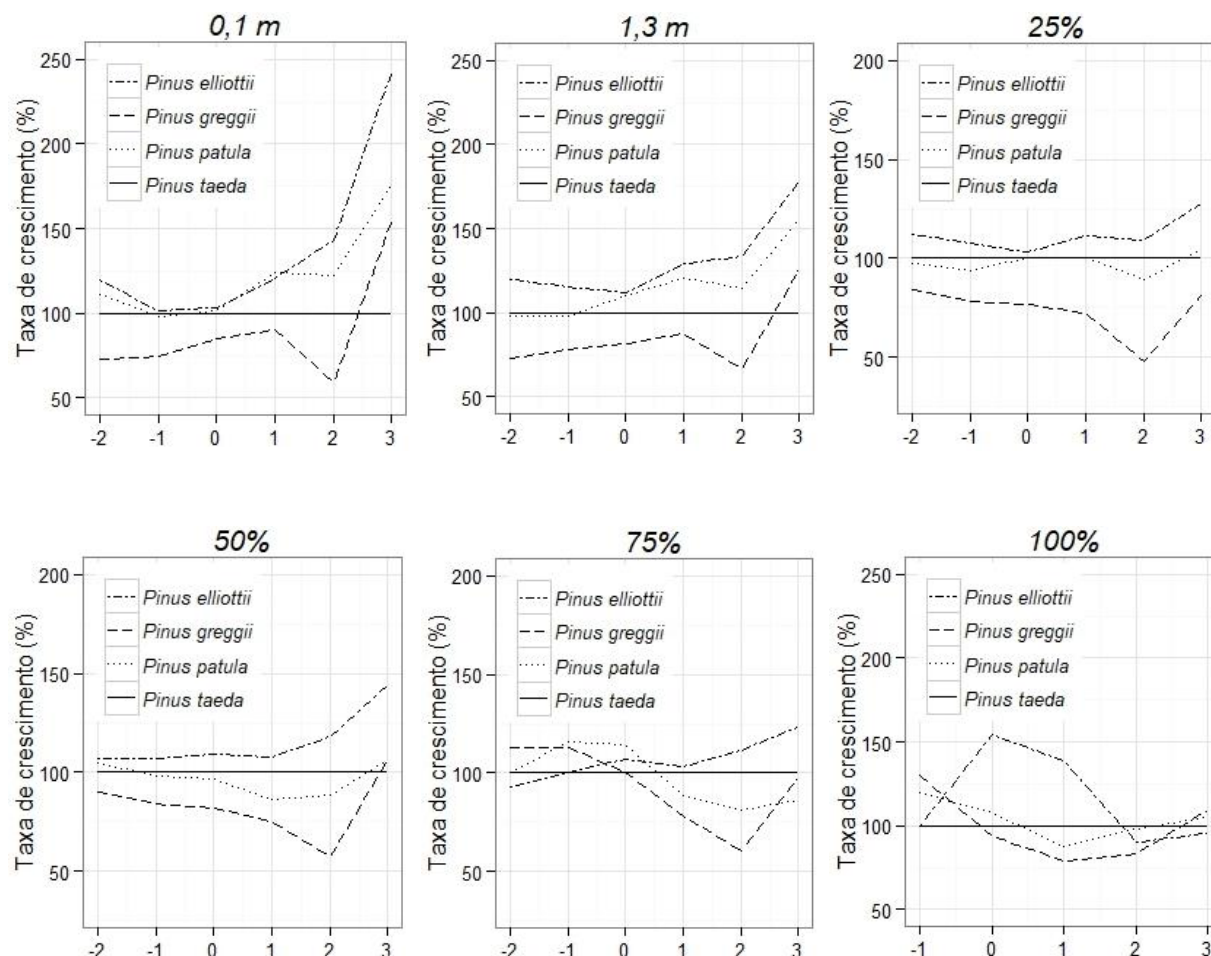 0,1 m
Taxa de crescimento (%)
250
200
150
100
50
Pinus elliottii
Pinus greggii
Pinus patula
Pinus taeda
-2 -1 0 1 2 3
1,3 m
250
200
150
100
50
Pinus elliottii
Pinus greggii
Pinus patula
Pinus taeda
-2 -1 0 1 2 3
25%
Taxa de crescimento (%)
200
150
100
50
Pinus elliottii
Pinus greggii
Pinus patula
Pinus taeda
-2 -1 0 1 2 3
50%
Taxa de crescimento (%)
200
150
100
50
Pinus elliottii
Pinus greggii
Pinus patula
Pinus taeda
-2 -1 0 1 2 3
75%
200
150
100
50
Pinus elliottii
Pinus greggii
Pinus patula
Pinus taeda
-2 -1 0 1 2 3
100%
Taxa de crescimento (%)
250
200
150
100
50
Pinus elliottii
Pinus greggii
Pinus patula
Pinus taeda
-1 0 1 2 3